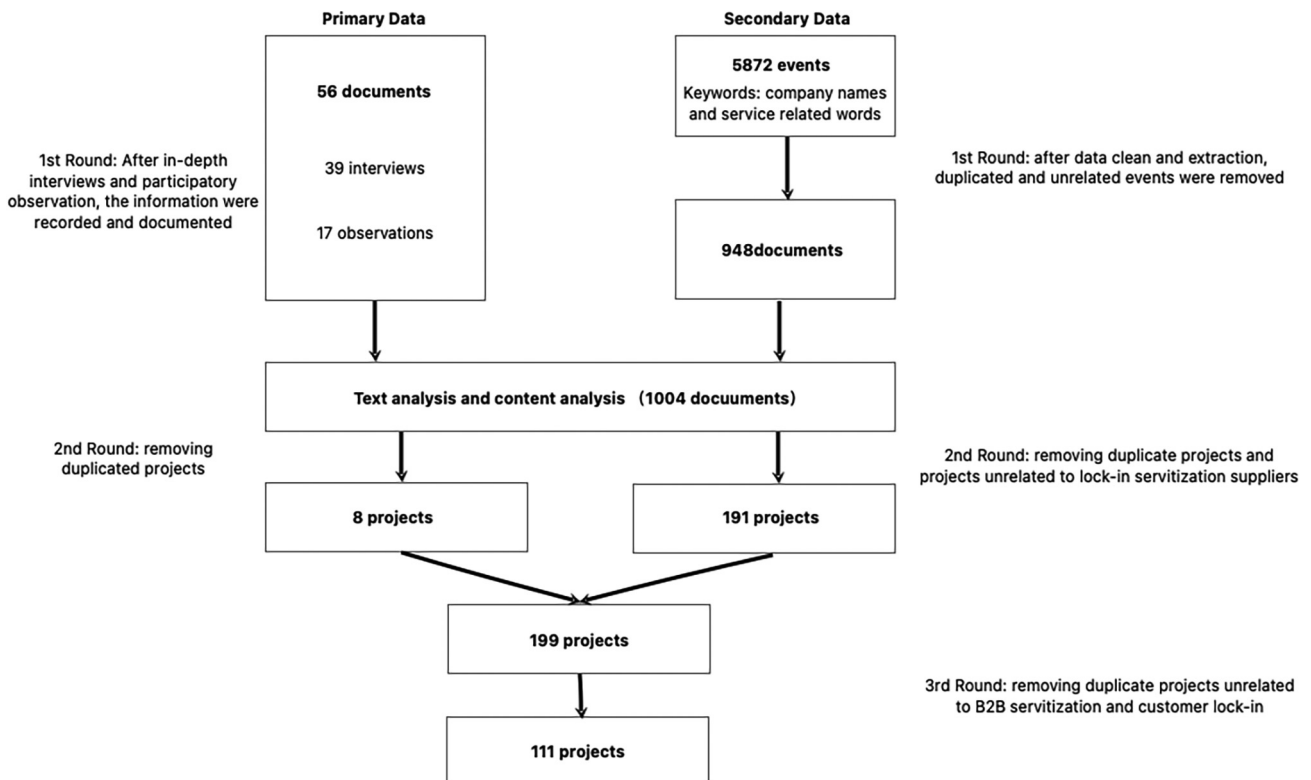 Primary Data
Secondary Data
56 documents
39 interviews
17 observations
5872 events
Keywords: company names
and service related words
1st Round: After in-depth
interviews and participatory
observation, the information were
recorded and documented
1st Round: after data clean and extraction,
duplicated and unrelated events were removed
948documents
Text analysis and content analysis （1004 docuuments）
2nd Round: removing
duplicated projects
2nd Round: removing duplicate projects and
projects unrelated to lock-in servitization suppliers
8 projects
191 projects
199 projects
3rd Round: removing duplicate projects unrelated
to B2B servitization and customer lock-in
111 projects